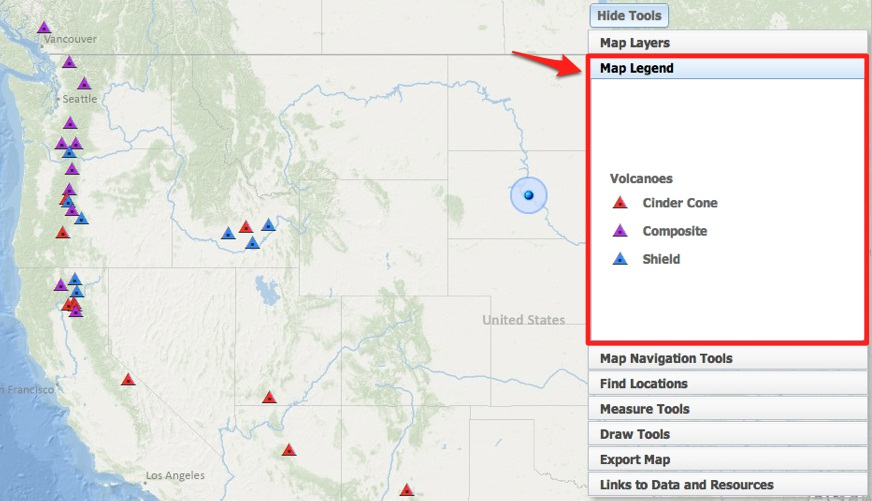 Hide Tools
Map Layers
Map Legend
Vancouver
Seattle
Volcanoes
Cinder Cone
Composite
Shield
United States
Map Navigation Tools
n Francisco
Find Locations
Measure Tools
Draw Tools
Export Map
Los Angeles
Links to Data and Resources